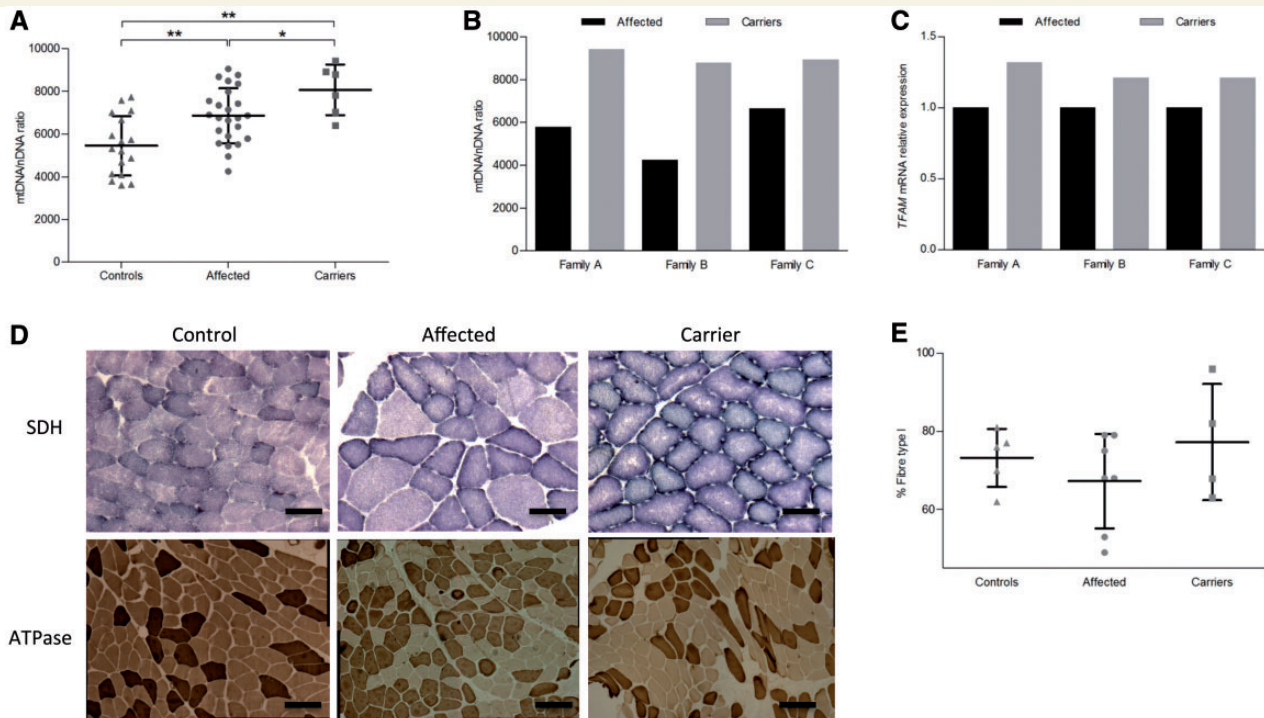 A
** 
** *
10000
8000
6000
4000
2000
0
mtDNA/nDNA ratio
Controls Affected Carriers
B
Affected Carriers
10000
8000
6000
4000
2000
0
mtDNA/nDNA ratio
Family A Family B Family C
C
Affected Carriers
1.5
1.0
0.5
0.0
TFAM mRNA relative expression
Family A Family B Family C
D
Control Affected Carrier
SDH
ATPase
E
100
80
60
% Fibre type I
Controls Affected Carriers